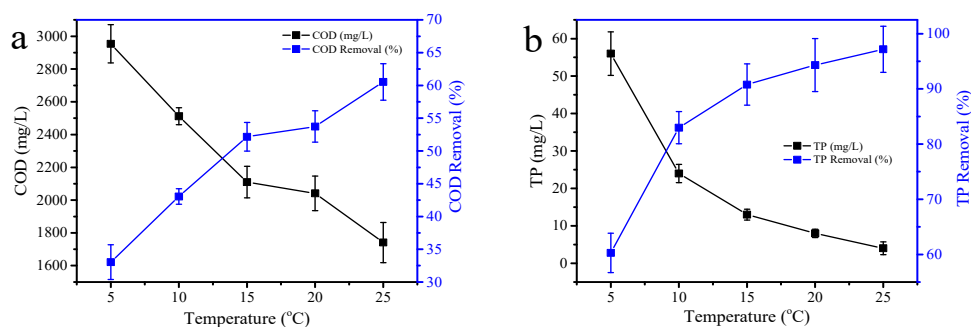 a
COD (mg/L)
COD Removal (%)
3000
2800
2600
2400
2200
2000
1800
1600
COD (mg/L)
70
65
60
55
50
45
40
35
30
COD Removal (%)
5 10 15 20 25
Temperature (°C)
b
TP (mg/L)
TP Removal (%)
60
50
40
30
20
10
0
TP (mg/L)
100
90
80
70
60
TP Removal (%)
5 10 15 20 25
Temperature (°C)